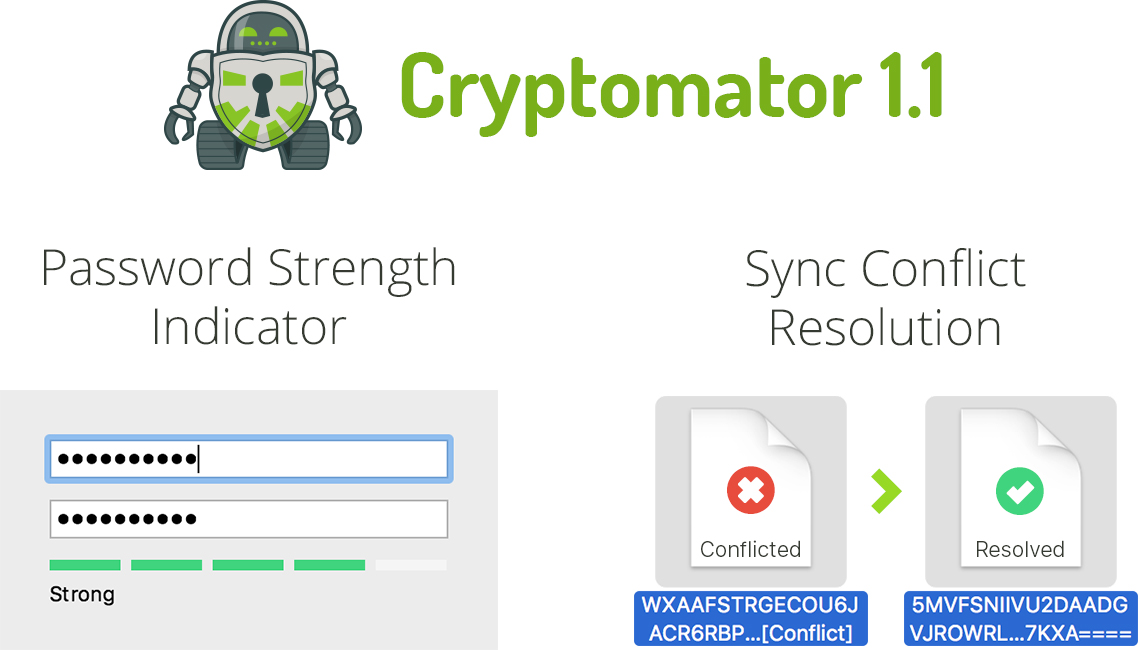 Cryptomator 1.1
Password Strength
Indicator
Strong
Sync Conflict
Resolution
Conflicted
WXAAFSTRGECOU6J
ACR6RBP...[Conflict]
Resolved
5MVFSNIIVU2DAADG
VJROWRL...7KXA====